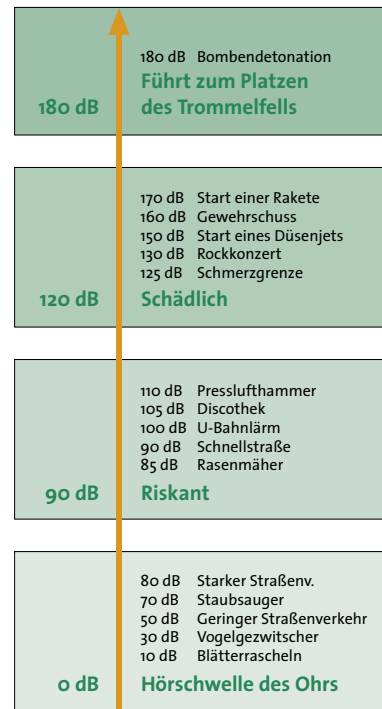 180 dB Bombendetonation
Führt zum Platzen
180 dB des Trommelfells
170 dB Start einer Rakete
160 dB Gewehrschuss
150 dB Start eines Düsenjets
130 dB Rockkonzert
125 dB Schmerzgrenze
120 dB Schädlich
110 dB Presslufthammer
105 dB Discothek
100 dB U-Bahnlärm
90 dB Schnellstraße
85 dB Rasenmäher
90 dB Riskant
80 dB Starker Straßenv.
70 dB Staubsauger
50 dB Geringer Straßenverkehr
30 dB Vogelgezwitscher
10 dB Blätterrascheln
0 dB Hörschwelle des Ohrs